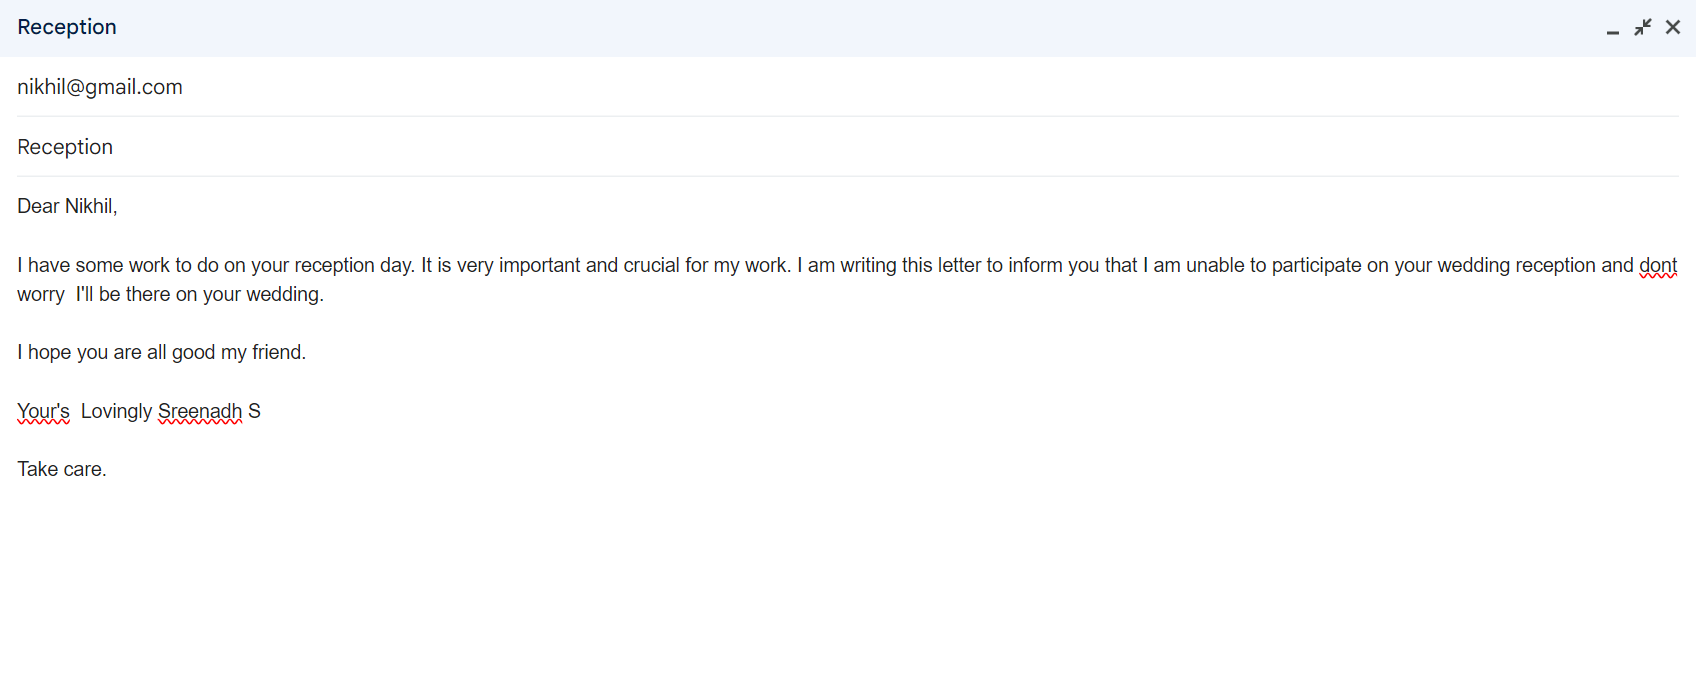 Reception
nikhil@gmail.com
Reception
Dear Nikhil,
I have some work to do on your reception day. It is very important and crucial for my work. I am writing this letter to inform you that I am unable to participate on your wedding reception and dont
worry  I'll be there on your wedding.
I hope you are all good my friend.
Your's  Lovingly Sreenadh S
Take care.